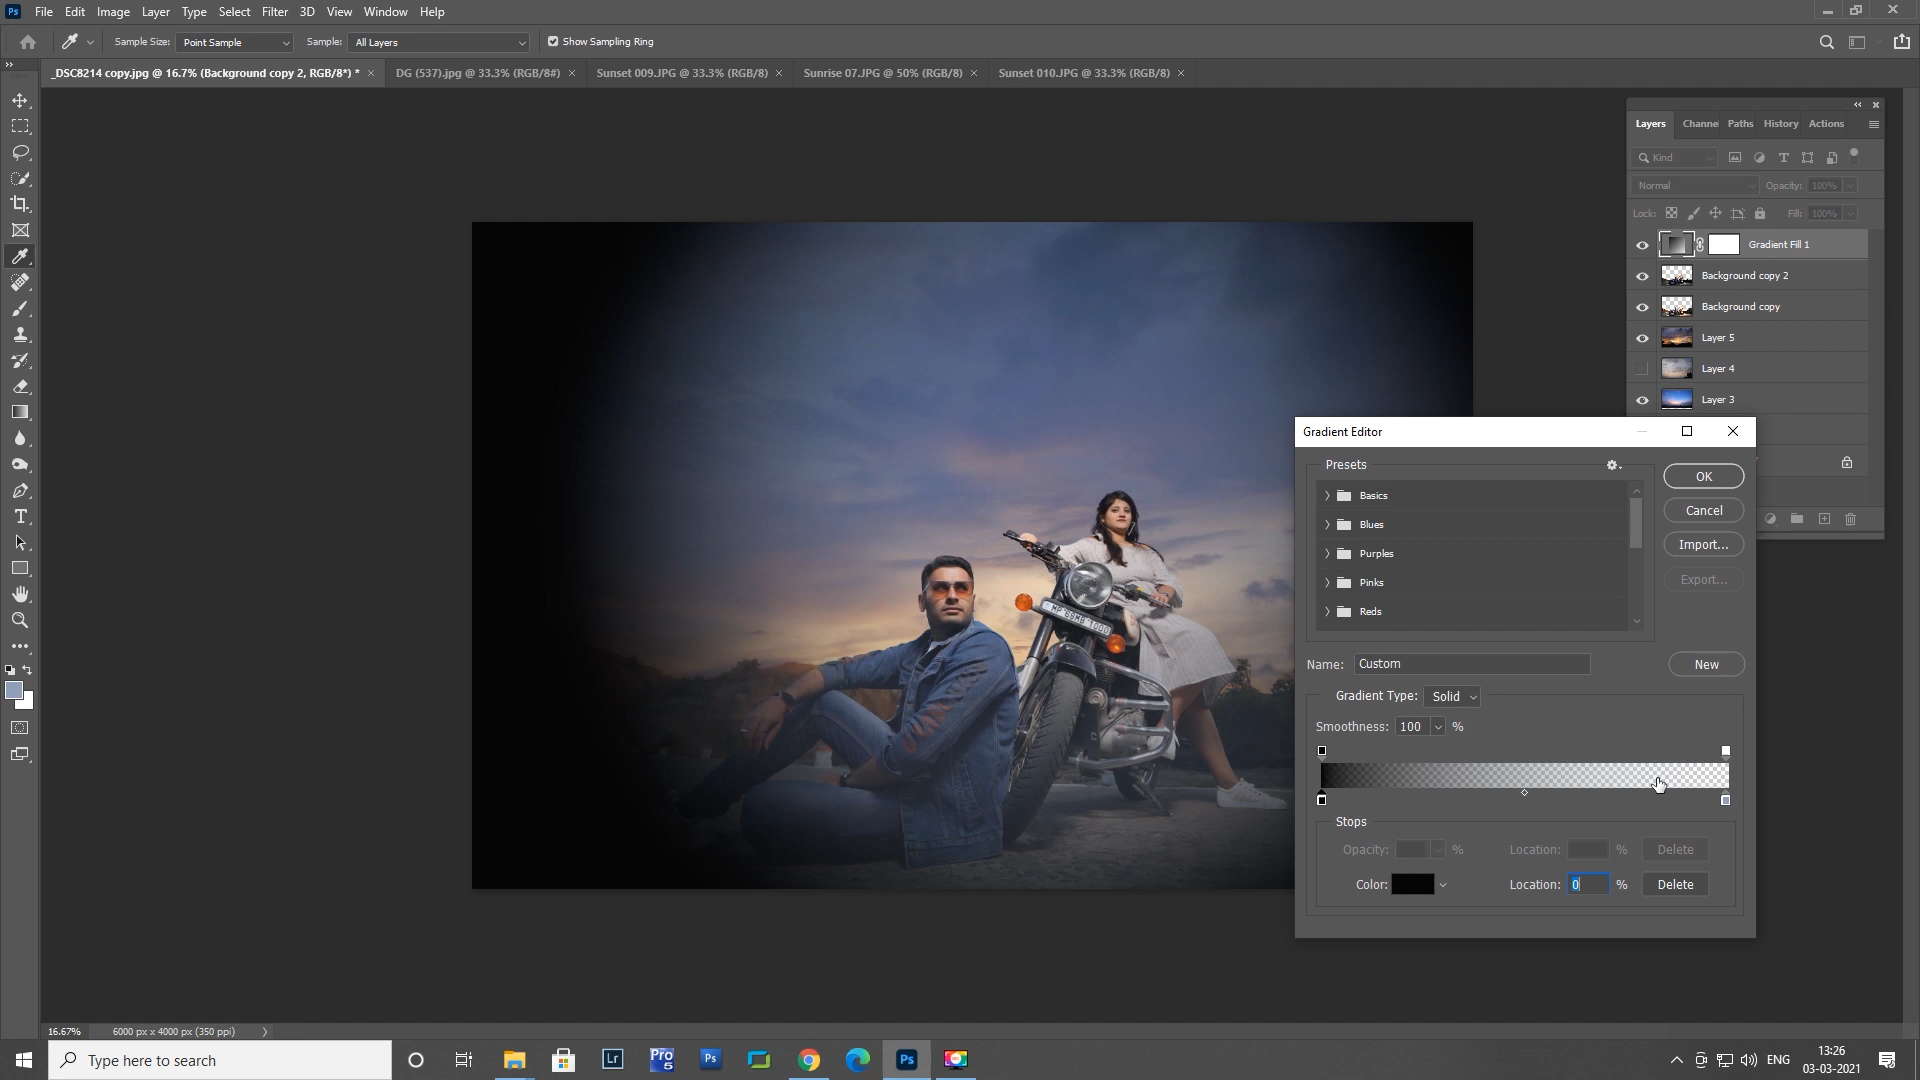 Ps File Edit Image Layer Type Select Filter 3D View Window Help
Sample Size: Point Sample Sample: All Layers Show Sampling Ring
_DSC8214 copy.jpg @ 16.7% (Background copy 2, RGB/8*) * × DG (537).jpg @ 33.3% (RGB/8#) × Sunset 009.JPG @ 33.3% (RGB/8) × Sunrise 07.JPG @ 50% (RGB/8) × Sunset 010.JPG @ 33.3% (RGB/8) ×
Layers Channe Paths History Actions
Kind
Normal Opacity: 100%
Lock: Fill: 100%
Gradient Fill 1
Background copy 2
Background copy
Layer 5
Layer 4
Layer 3
Gradient Editor
Presets
Basics
Blues
Purples
Pinks
Reds
OK
Cancel
Import...
Export...
Name: Custom
New
Gradient Type: Solid
Smoothness: 100 %
Stops
Opacity: % Location: % Delete
Color: Location: 0 % Delete
16.67% 6000 px x 4000 px (350 ppi)
Type here to search
Lr
Pro 5
Ps
Ps
ENG
13:26
03-03-2021